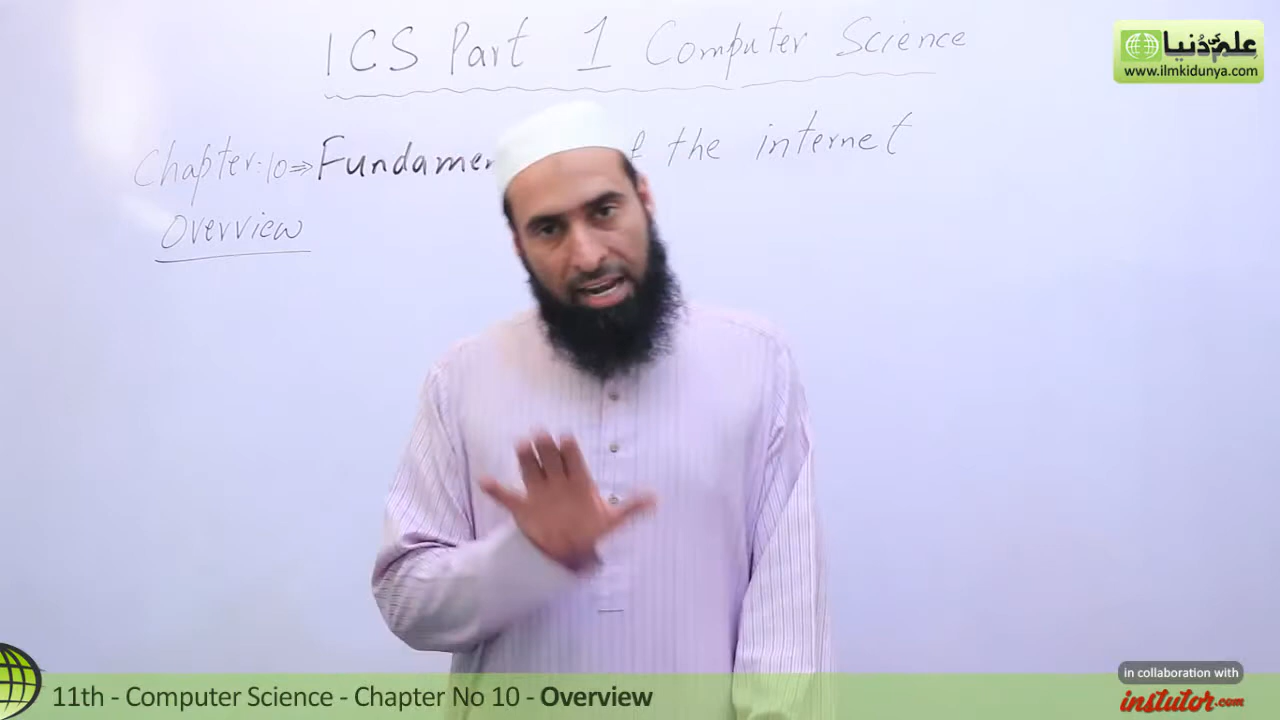 ICS Part 1 Computer Science
Chapter:10⇒Fundamen f the internet
Overview
علم کی دُنیا
www.ilmkidunya.com
11th - Computer Science - Chapter No 10 - Overview
in collaboration with
instutor.com